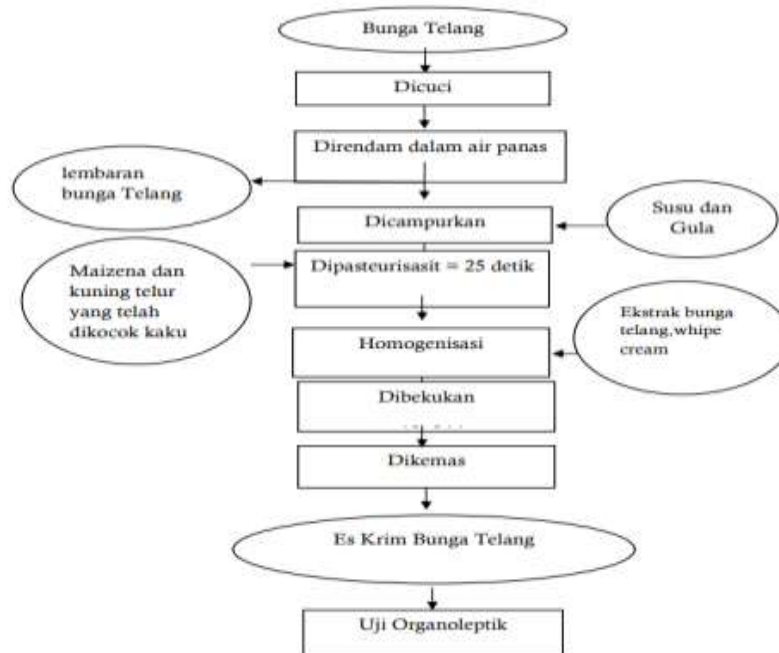 Bunga Telang
Dicuci
Direndam dalam air panas
lembaran
bunga Telang
Dicampurkan
Susu dan
Gula
Maizena dan
kuning telur
yang telah
dikocok kaku
Dipasteurisasit = 25 detik
Ekstrak bunga
telang,whipe
cream
Homogenisasi
Dibekukan
Dikemas
Es Krim Bunga Telang
Uji Organoleptik